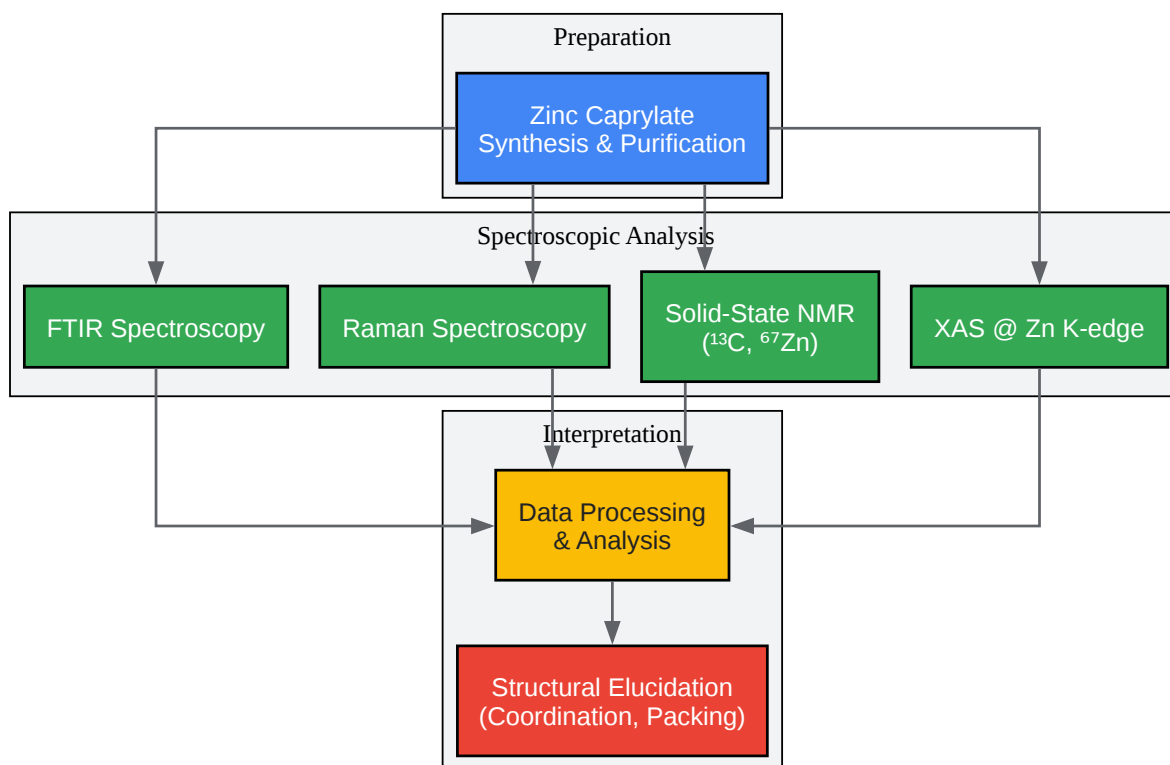 Preparation
Zinc Caprylate
Synthesis & Purification
Spectroscopic Analysis
FTIR Spectroscopy
Raman Spectroscopy
Solid-State NMR
(¹³C, ⁶⁷Zn)
XAS @ Zn K-edge
Interpretation
Data Processing
& Analysis
Structural Elucidation
(Coordination, Packing)